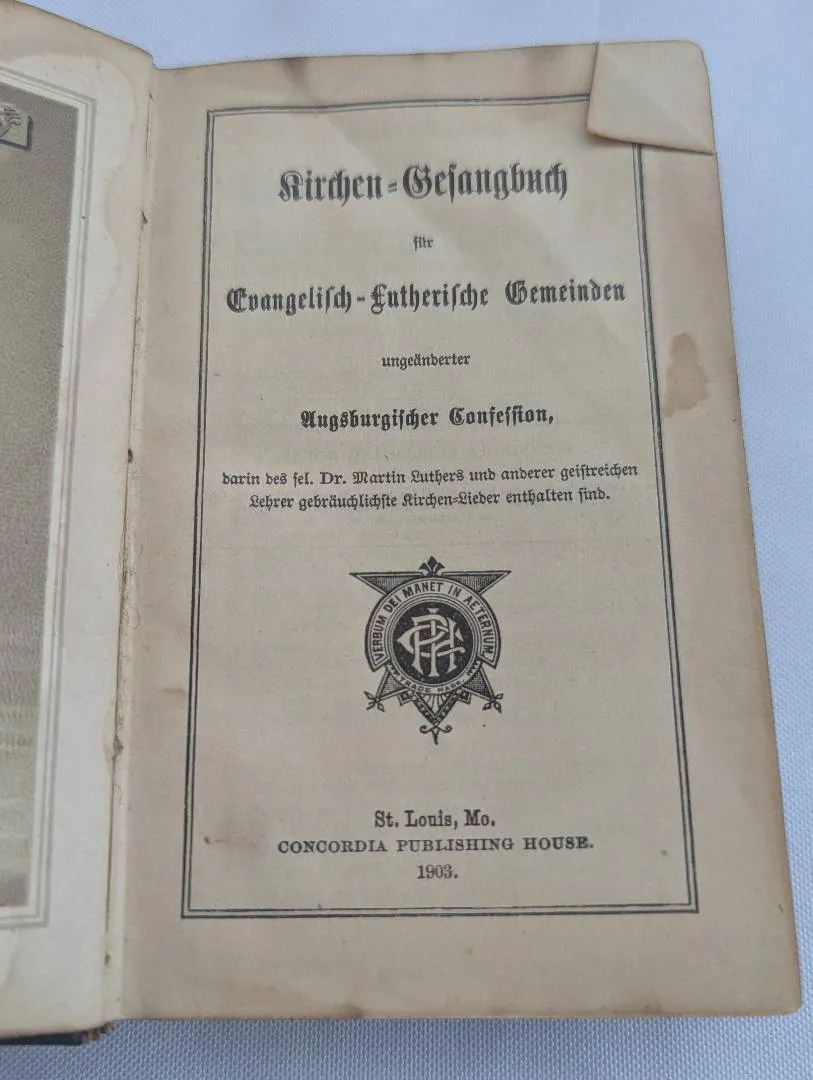 Kirchen=Gesangbuch
für
Evangelisch=Lutherische Gemeinden
ungeänderter
Augsburgischer Confession,
darin des sel. Dr. Martin Luthers und anderer geistreichen
Lehrer gebräuchlichste Kirchen=Lieder enthalten sind.
VERBUM DEI MANET IN AETERNUM
CPH
TRADE MARK
St. Louis, Mo.
CONCORDIA PUBLISHING HOUSE.
1903.